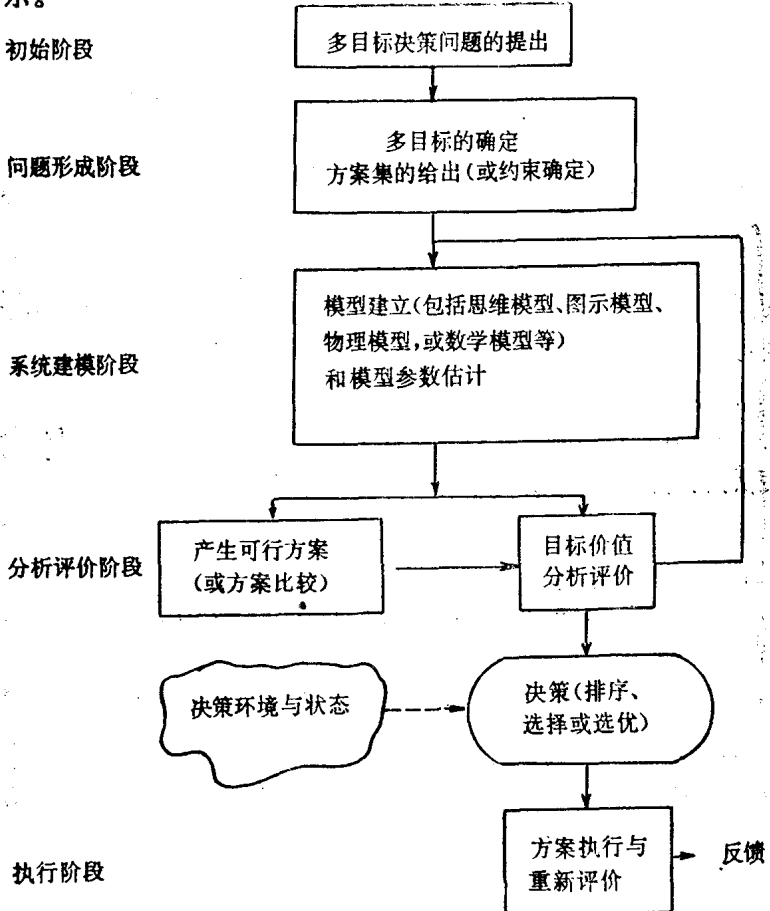 示。
初始阶段
多目标决策问题的提出
问题形成阶段
多目标的确定
方案集的给出(或约束确定)
系统建模阶段
模型建立(包括思维模型、图示模型、
物理模型,或数学模型等)
和模型参数估计
分析评价阶段
产生可行方案
(或方案比较)
目标价值
分析评价
决策环境与状态
决策(排序、
选择或选优)
执行阶段
方案执行与
重新评价
反馈